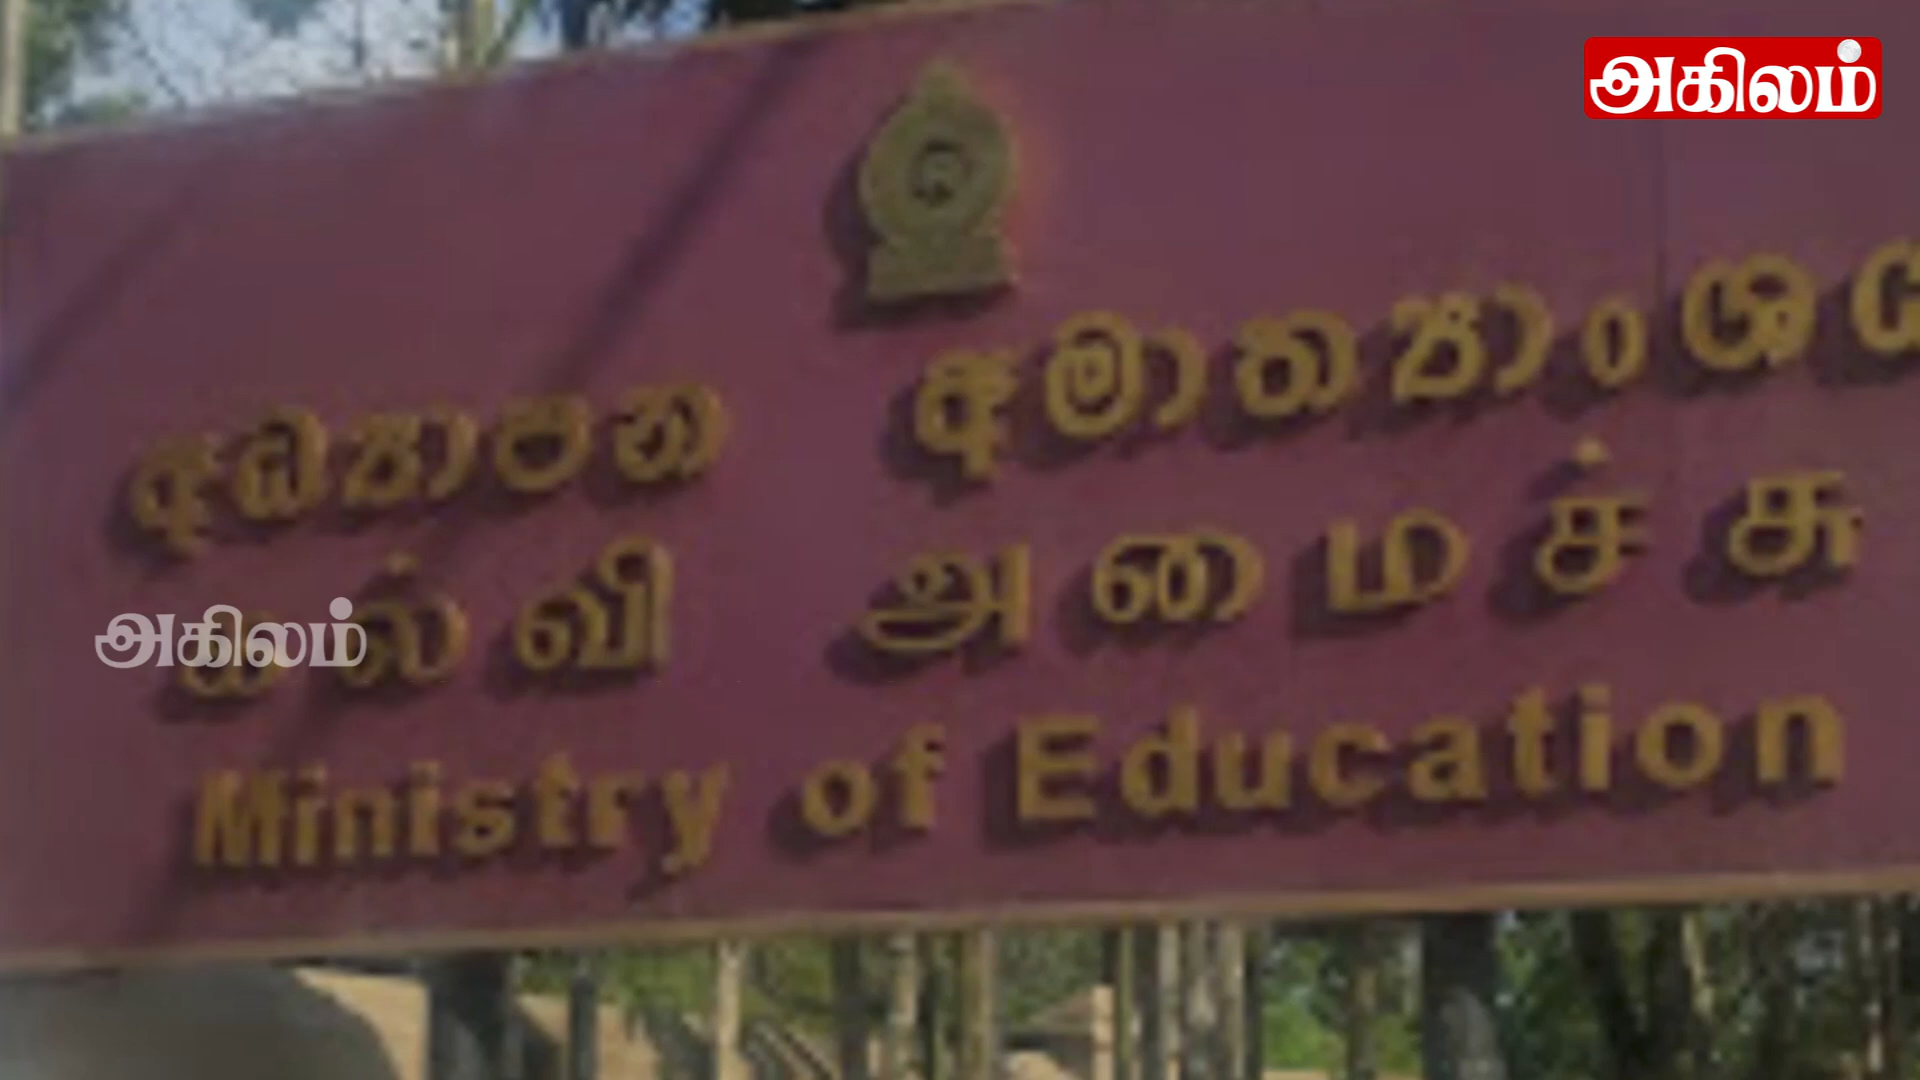 அகிலம்
අධ්‍යාපන අමාත්‍යාංශය
கல்வி அமைச்சு
அகிலம்
Ministry of Education